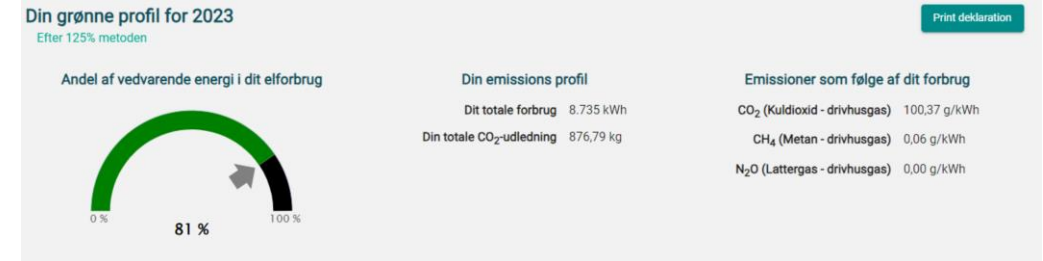 Din grønne profil for 2023
Print deklaration
Efter 125% metoden
Andel af vedvarende energi i dit elforbrug
0 %
100 %
81 %
Din emissions profil
Dit totale forbrug 8.735 kWh
Din totale CO₂-udledning 876,79 kg
Emissioner som følge af dit forbrug
CO₂ (Kuldioxid - drivhusgas) 100,37 g/kWh
CH₄ (Metan - drivhusgas) 0,06 g/kWh
N₂O (Lattergas - drivhusgas) 0,00 g/kWh